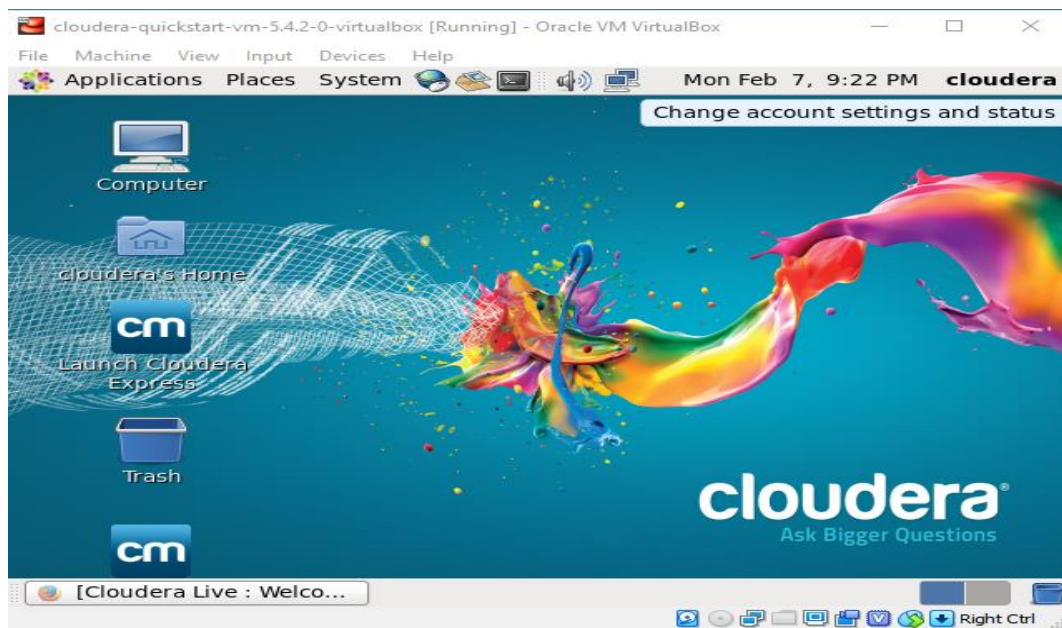 cloudera-quickstart-vm-5.4.2-0-virtualbox [Running] - Oracle VM VirtualBox
File Machine View Input Devices Help
Applications Places System Mon Feb 7, 9:22 PM cloudera
Change account settings and status
Computer
cloudera's Home
cm
Launch Cloudera
Express
Trash
cloudera®
Ask Bigger Questions
cm
[Cloudera Live : Welco...
Right Ctrl